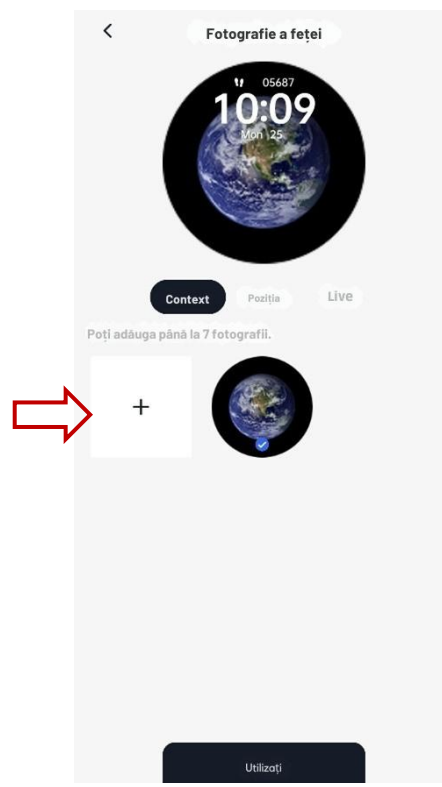 Fotografie a feței
05687
10:09
Mon 25
Context
Poziția
Live
Poți adăuga până la 7 fotografii.
+
Utilizați